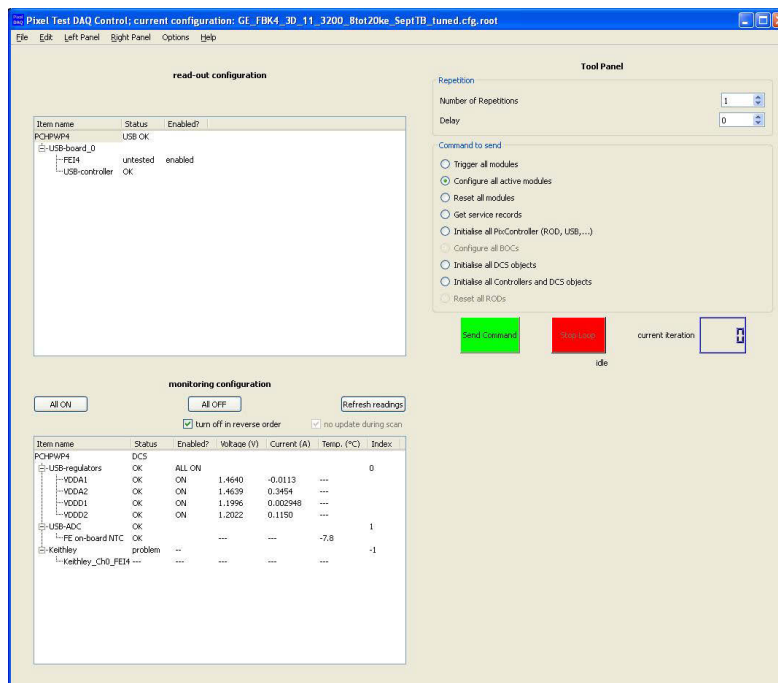 Pixel Test DAQ Control; current configuration: GE_FBK4_3D_11_3200_8tot20ke_SeptTB_tuned.cfg.root
File Edit Left Panel Right Panel Options Help
read-out configuration
Item name Status Enabled?
PCHPWP4 USB OK
USB-board_0
FEI4 untested enabled
USB-controller OK
monitoring configuration
All ON All OFF Refresh readings
turn off in reverse order no update during scan
Item name Status Enabled? Voltage (V) Current (A) Temp. (°C) Index
PCHPWP4 DCS
USB-regulators OK ALL ON 0
VDDA1 OK ON 1.4640 -0.0113 ---
VDDA2 OK ON 1.4639 0.3454 ---
VDDD1 OK ON 1.1996 0.002948 ---
VDDD2 OK ON 1.2022 0.1150 ---
USB-ADC OK 1
FE on-board NTC OK --- --- -7.8
Keithley problem -- -1
Keithley_Ch0_FEI4 --- --- --- --- ---
Tool Panel
Repetition
Number of Repetitions 1
Delay 0
Command to send
Trigger all modules
Configure all active modules
Reset all modules
Get service records
Initialise all PixController (ROD, USB,...)
Configure all BOCs
Initialise all DCS objects
Initialise all Controllers and DCS objects
Reset all RODs
Send Command Stop Loop current iteration 0
idle